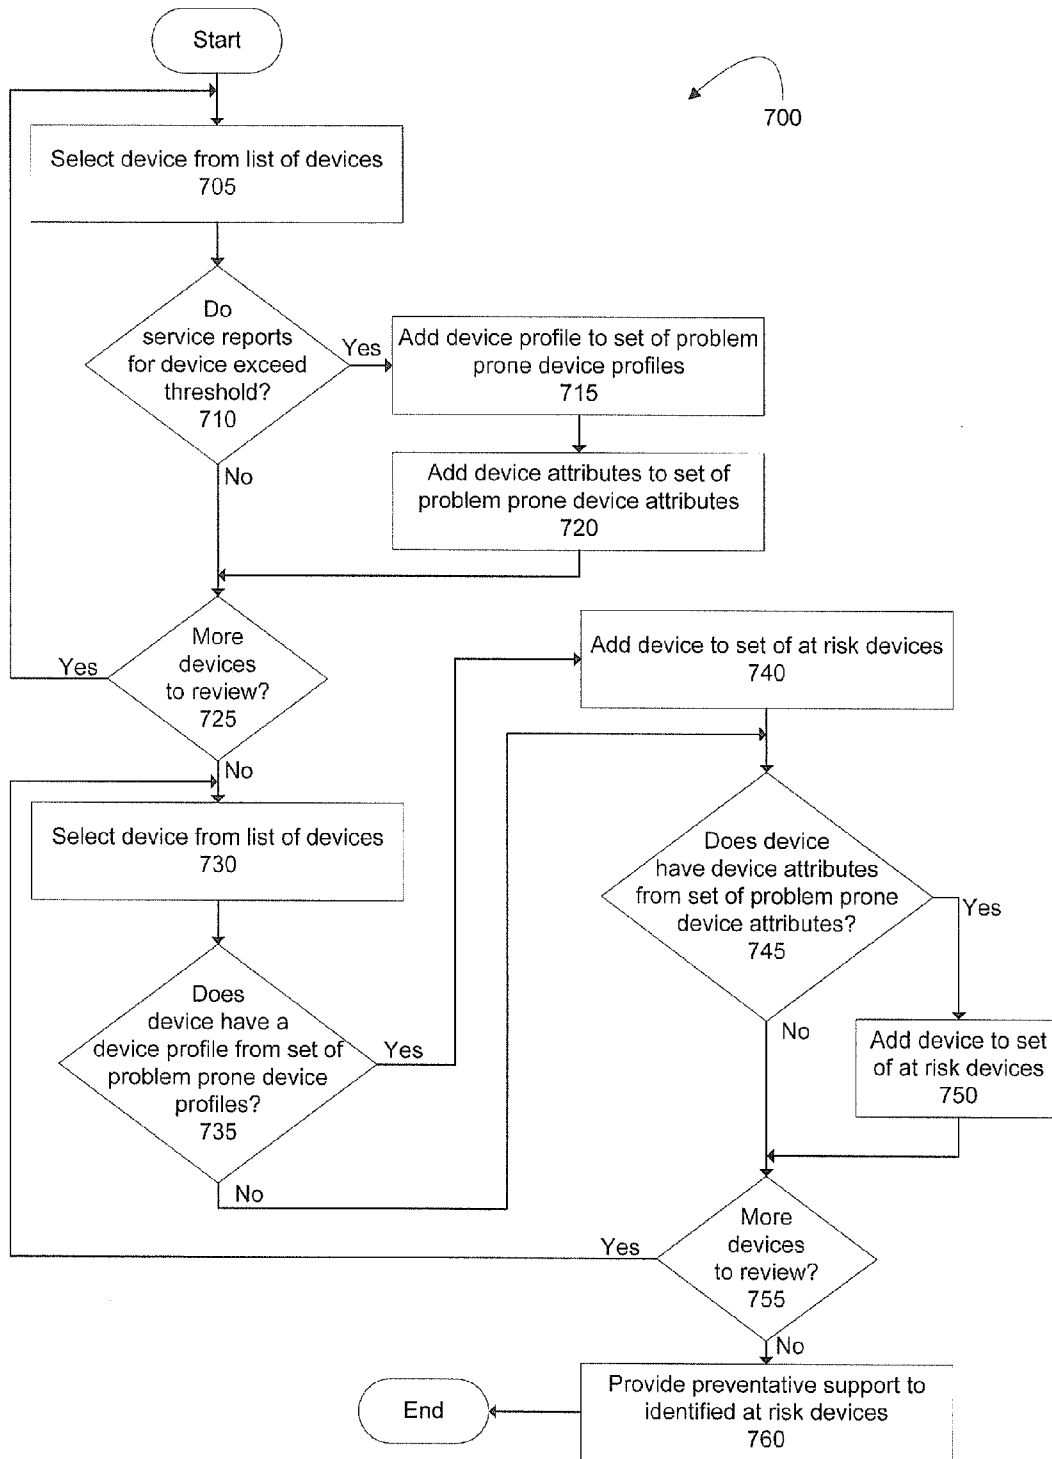 Start
700
Select device from list of devices
705
Do
service reports
for device exceed
threshold?
710
Yes
Add device profile to set of problem
prone device profiles
715
No
Add device attributes to set of
problem prone device attributes
720
More
devices
to review?
725
Yes
No
Add device to set of at risk devices
740
Select device from list of devices
730
Does device
have device attributes
from set of problem prone
device attributes?
745
Yes
No
Does
device have a
device profile from set of
problem prone device
profiles?
735
Yes
No
Add device to set
of at risk devices
750
More
devices
to review?
755
Yes
No
Provide preventative support to
identified at risk devices
760
End